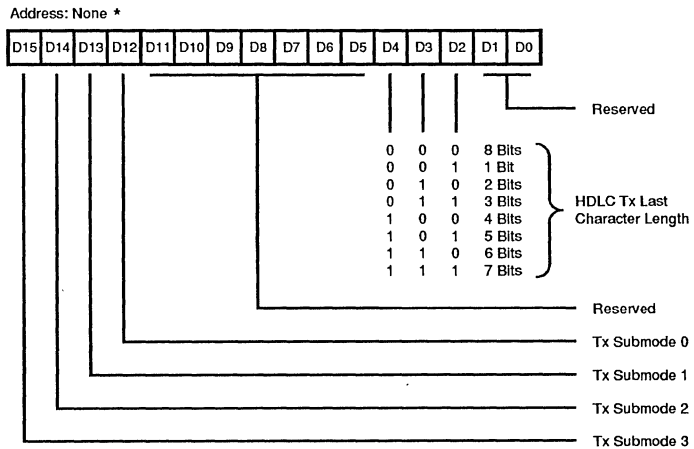 Address: None *
D15 D14 D13 D12 D11 D10 D9 D8 D7 D6 D5 D4 D3 D2 D1 D0
Reserved
0 0 0 8 Bits
0 0 1 1 Bit
0 1 0 2 Bits
0 1 1 3 Bits
1 0 0 4 Bits
1 0 1 5 Bits
1 1 0 6 Bits
1 1 1 7 Bits
HDLC Tx Last
Character Length
Reserved
Tx Submode 0
Tx Submode 1
Tx Submode 2
Tx Submode 3